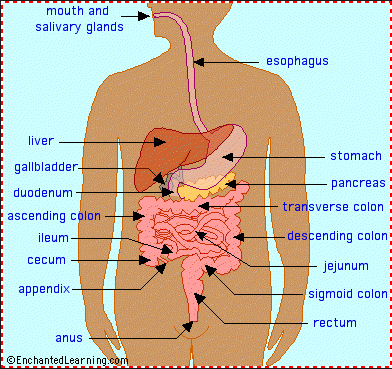 mouth and
salivary glands
esophagus
liver
stomach
gallbladder
pancreas
duodenum
transverse colon
ascending colon
descending colon
ileum
cecum
jejunum
appendix
sigmoid colon
rectum
anus
©EnchantedLearning.com